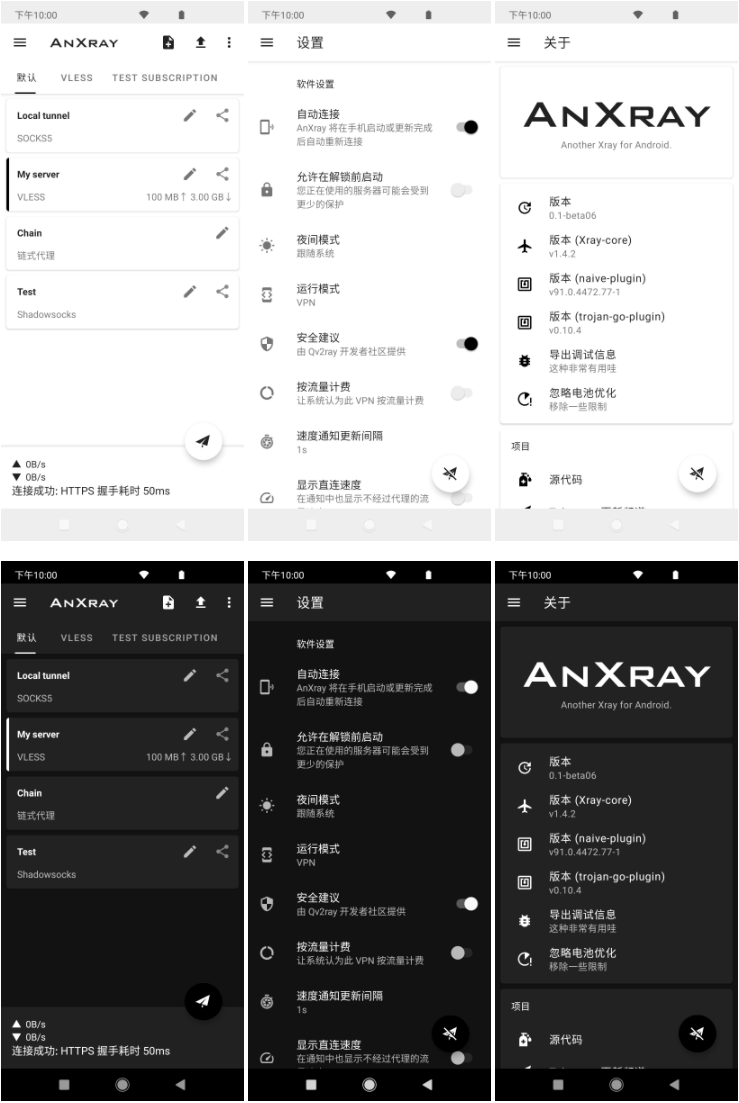 下午10:00
AnXray
默认 VLESS TEST SUBSCRIPTION
Local tunnel
SOCKS5
My server
VLESS 100 MB↑ 3.00 GB↓
Chain
链式代理
Test
Shadowsocks
▲ 0B/s
▼ 0B/s
连接成功: HTTPS 握手耗时 50ms
下午10:00
设置
软件设置
自动连接
AnXray 将在手机启动或更新完成
后自动重新连接
允许在解锁前启动
您正在使用的服务器可能会受到
更少的保护
夜间模式
跟随系统
运行模式
VPN
安全建议
由 Qv2ray 开发者社区提供
按流量计费
让系统认为此 VPN 按流量计费
速度通知更新间隔
1s
显示直连速度
在通知中也显示不经过代理的流
下午10:00
关于
AnXray
Another Xray for Android.
版本
0.1-beta06
版本 (Xray-core)
v1.4.2
版本 (naive-plugin)
v91.0.4472.77-1
版本 (trojan-go-plugin)
v0.10.4
导出调试信息
这种非常有用哇
忽略电池优化
移除一些限制
项目
源代码
下午10:00
AnXray
默认 VLESS TEST SUBSCRIPTION
Local tunnel
SOCKS5
My server
VLESS 100 MB↑ 3.00 GB↓
Chain
链式代理
Test
Shadowsocks
▲ 0B/s
▼ 0B/s
连接成功: HTTPS 握手耗时 50ms
下午10:00
设置
软件设置
自动连接
AnXray 将在手机启动或更新完成
后自动重新连接
允许在解锁前启动
您正在使用的服务器可能会受到
更少的保护
夜间模式
跟随系统
运行模式
VPN
安全建议
由 Qv2ray 开发者社区提供
按流量计费
让系统认为此 VPN 按流量计费
速度通知更新间隔
1s
显示直连速度
在通知中也显示不经过代理的流
下午10:00
关于
AnXray
Another Xray for Android.
版本
0.1-beta06
版本 (Xray-core)
v1.4.2
版本 (naive-plugin)
v91.0.4472.77-1
版本 (trojan-go-plugin)
v0.10.4
导出调试信息
这种非常有用哇
忽略电池优化
移除一些限制
项目
源代码